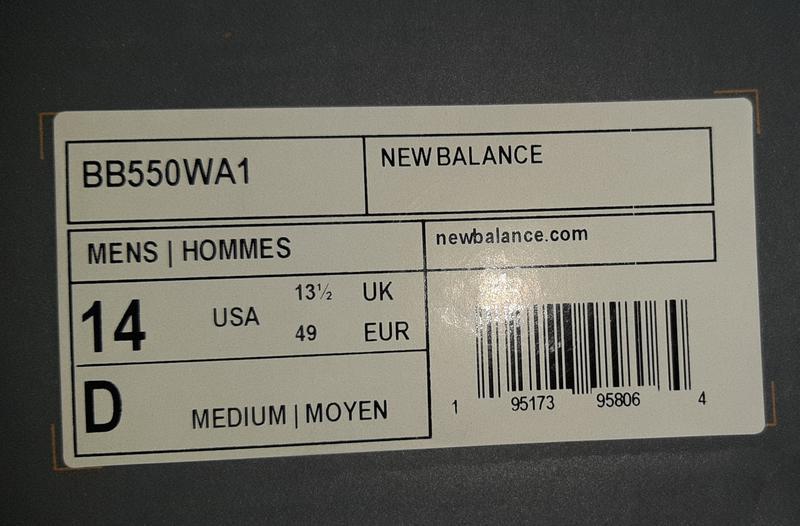 BB550WA1
NEW BALANCE
MENS | HOMMES
newbalance.com
14 USA 13½ UK
49 EUR
D MEDIUM | MOYEN
1 95173 95806 4